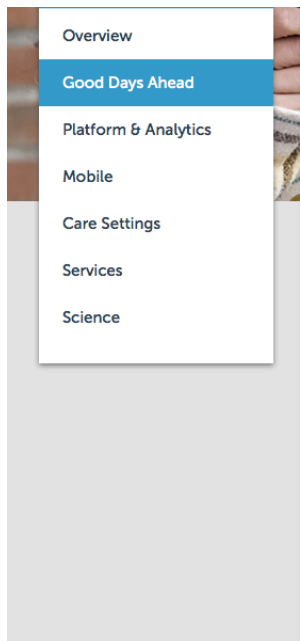 Overview
Good Days Ahead
Platform & Analytics
Mobile
Care Settings
Services
Science